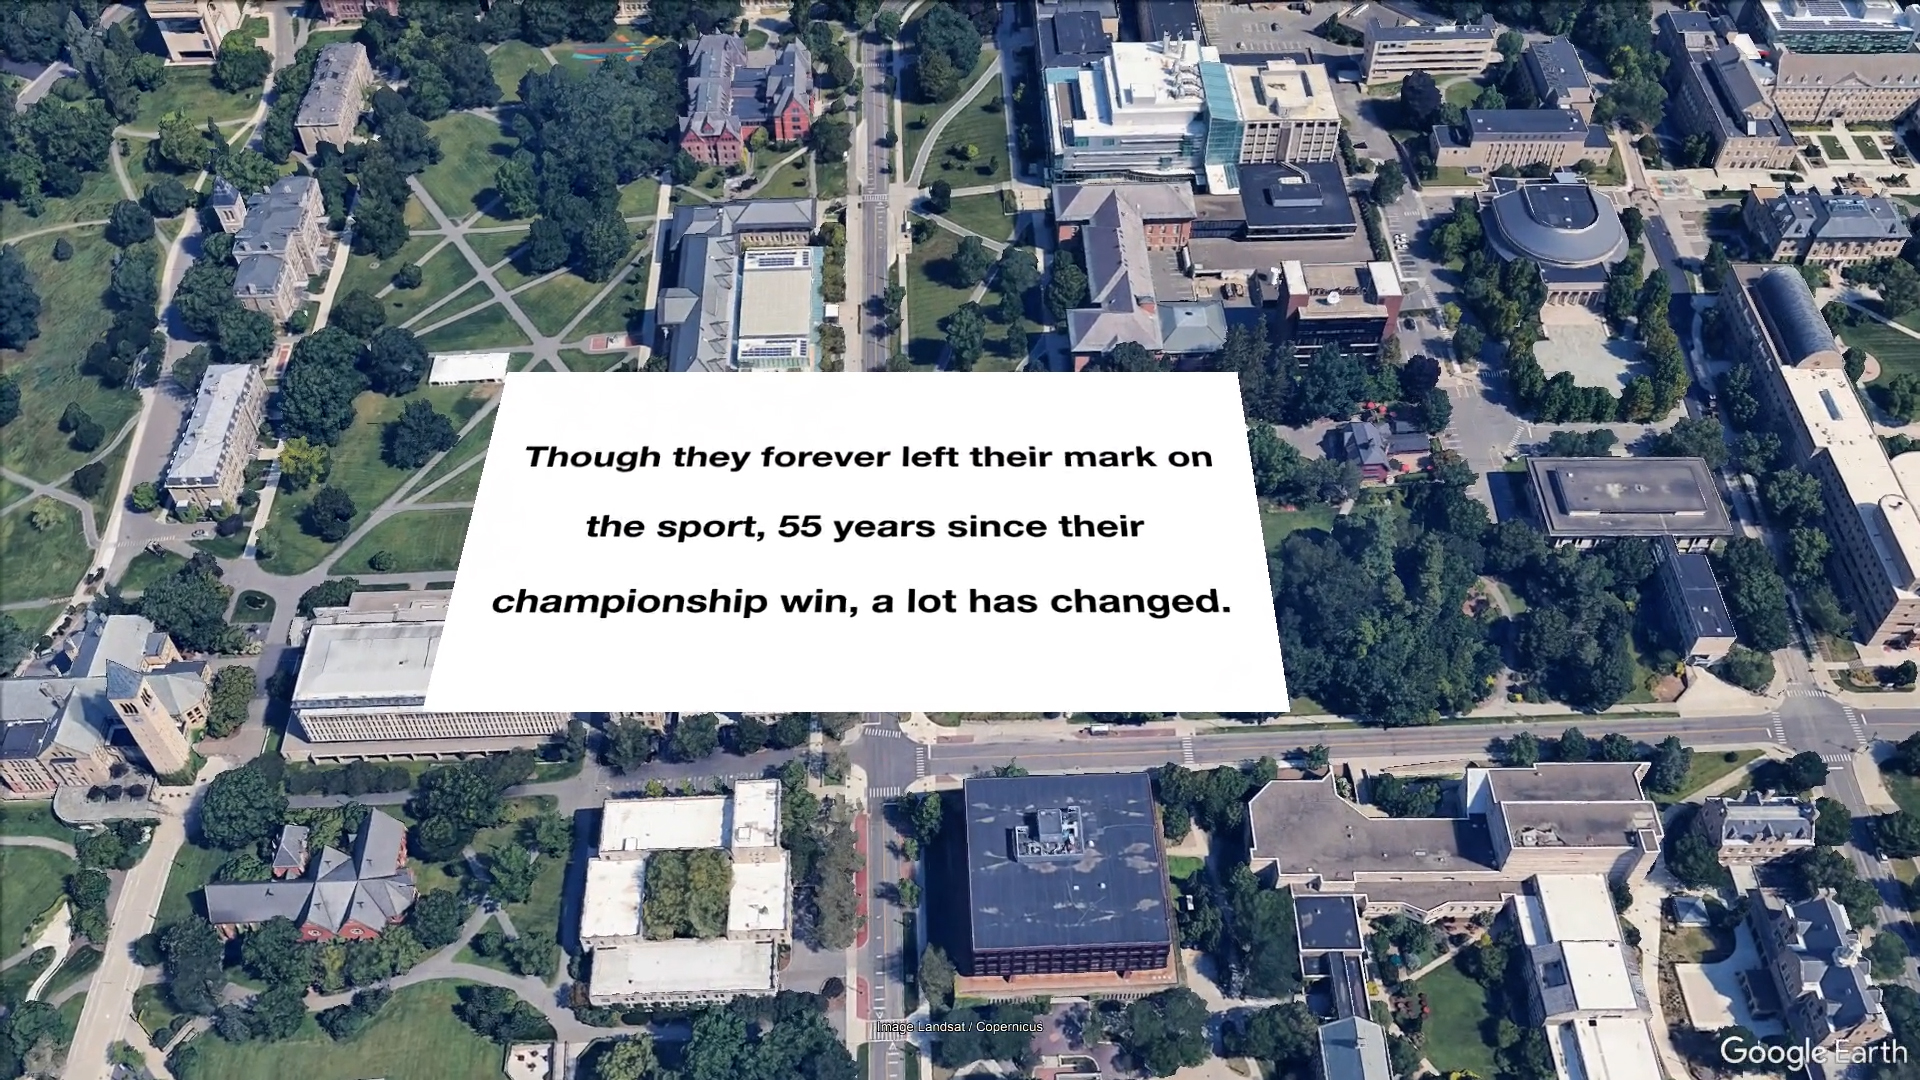 Though they forever left their mark on
the sport, 55 years since their
championship win, a lot has changed.
Image Landsat / Copernicus
Google Earth